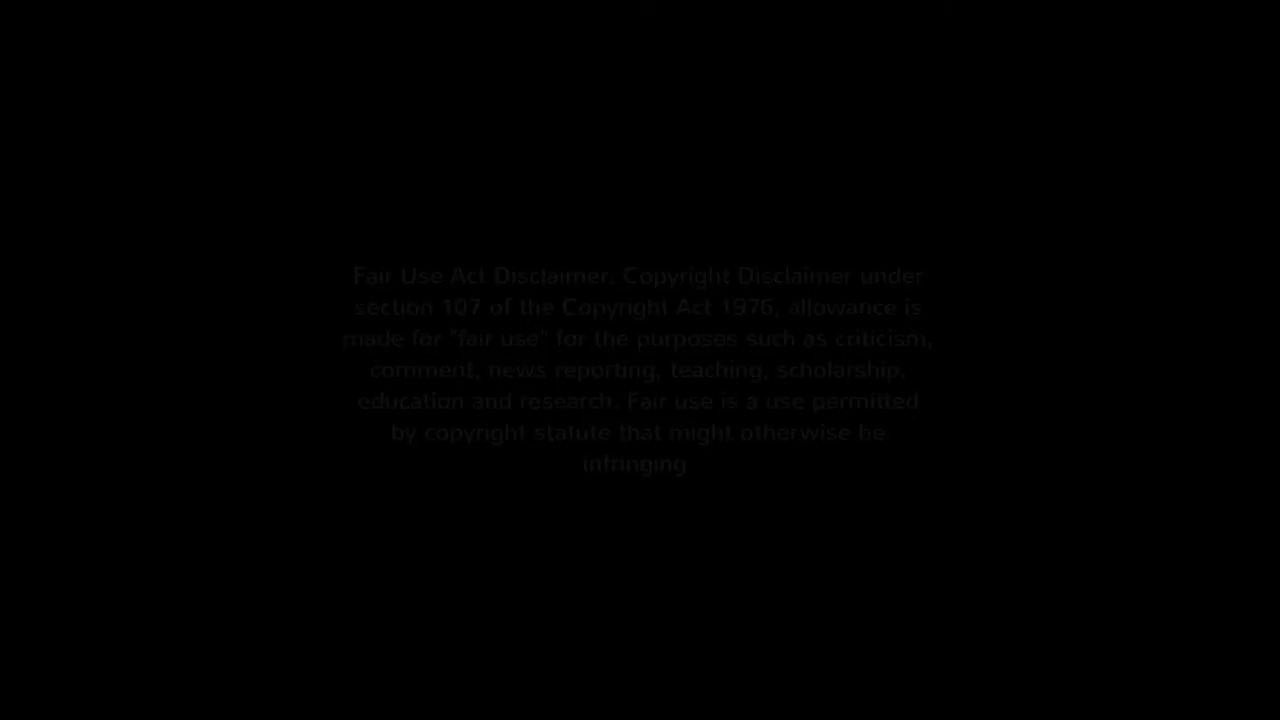 Fair Use Act Disclaimer. Copyright Disclaimer under
section 107 of the Copyright Act 1976, allowance is
made for "fair use" for the purposes such as criticism,
comment, news reporting, teaching, scholarship,
education and research. Fair use is a use permitted
by copyright statute that might otherwise be
infringing